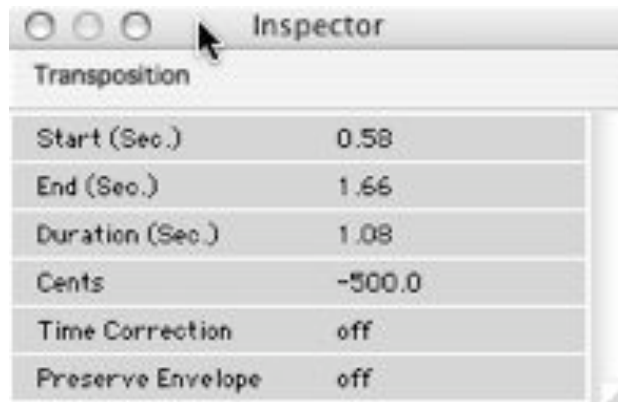 Inspector
Transposition
Start (Sec.) 0.58
End (Sec.) 1.66
Duration (Sec.) 1.08
Cents -500.0
Time Correction off
Preserve Envelope off